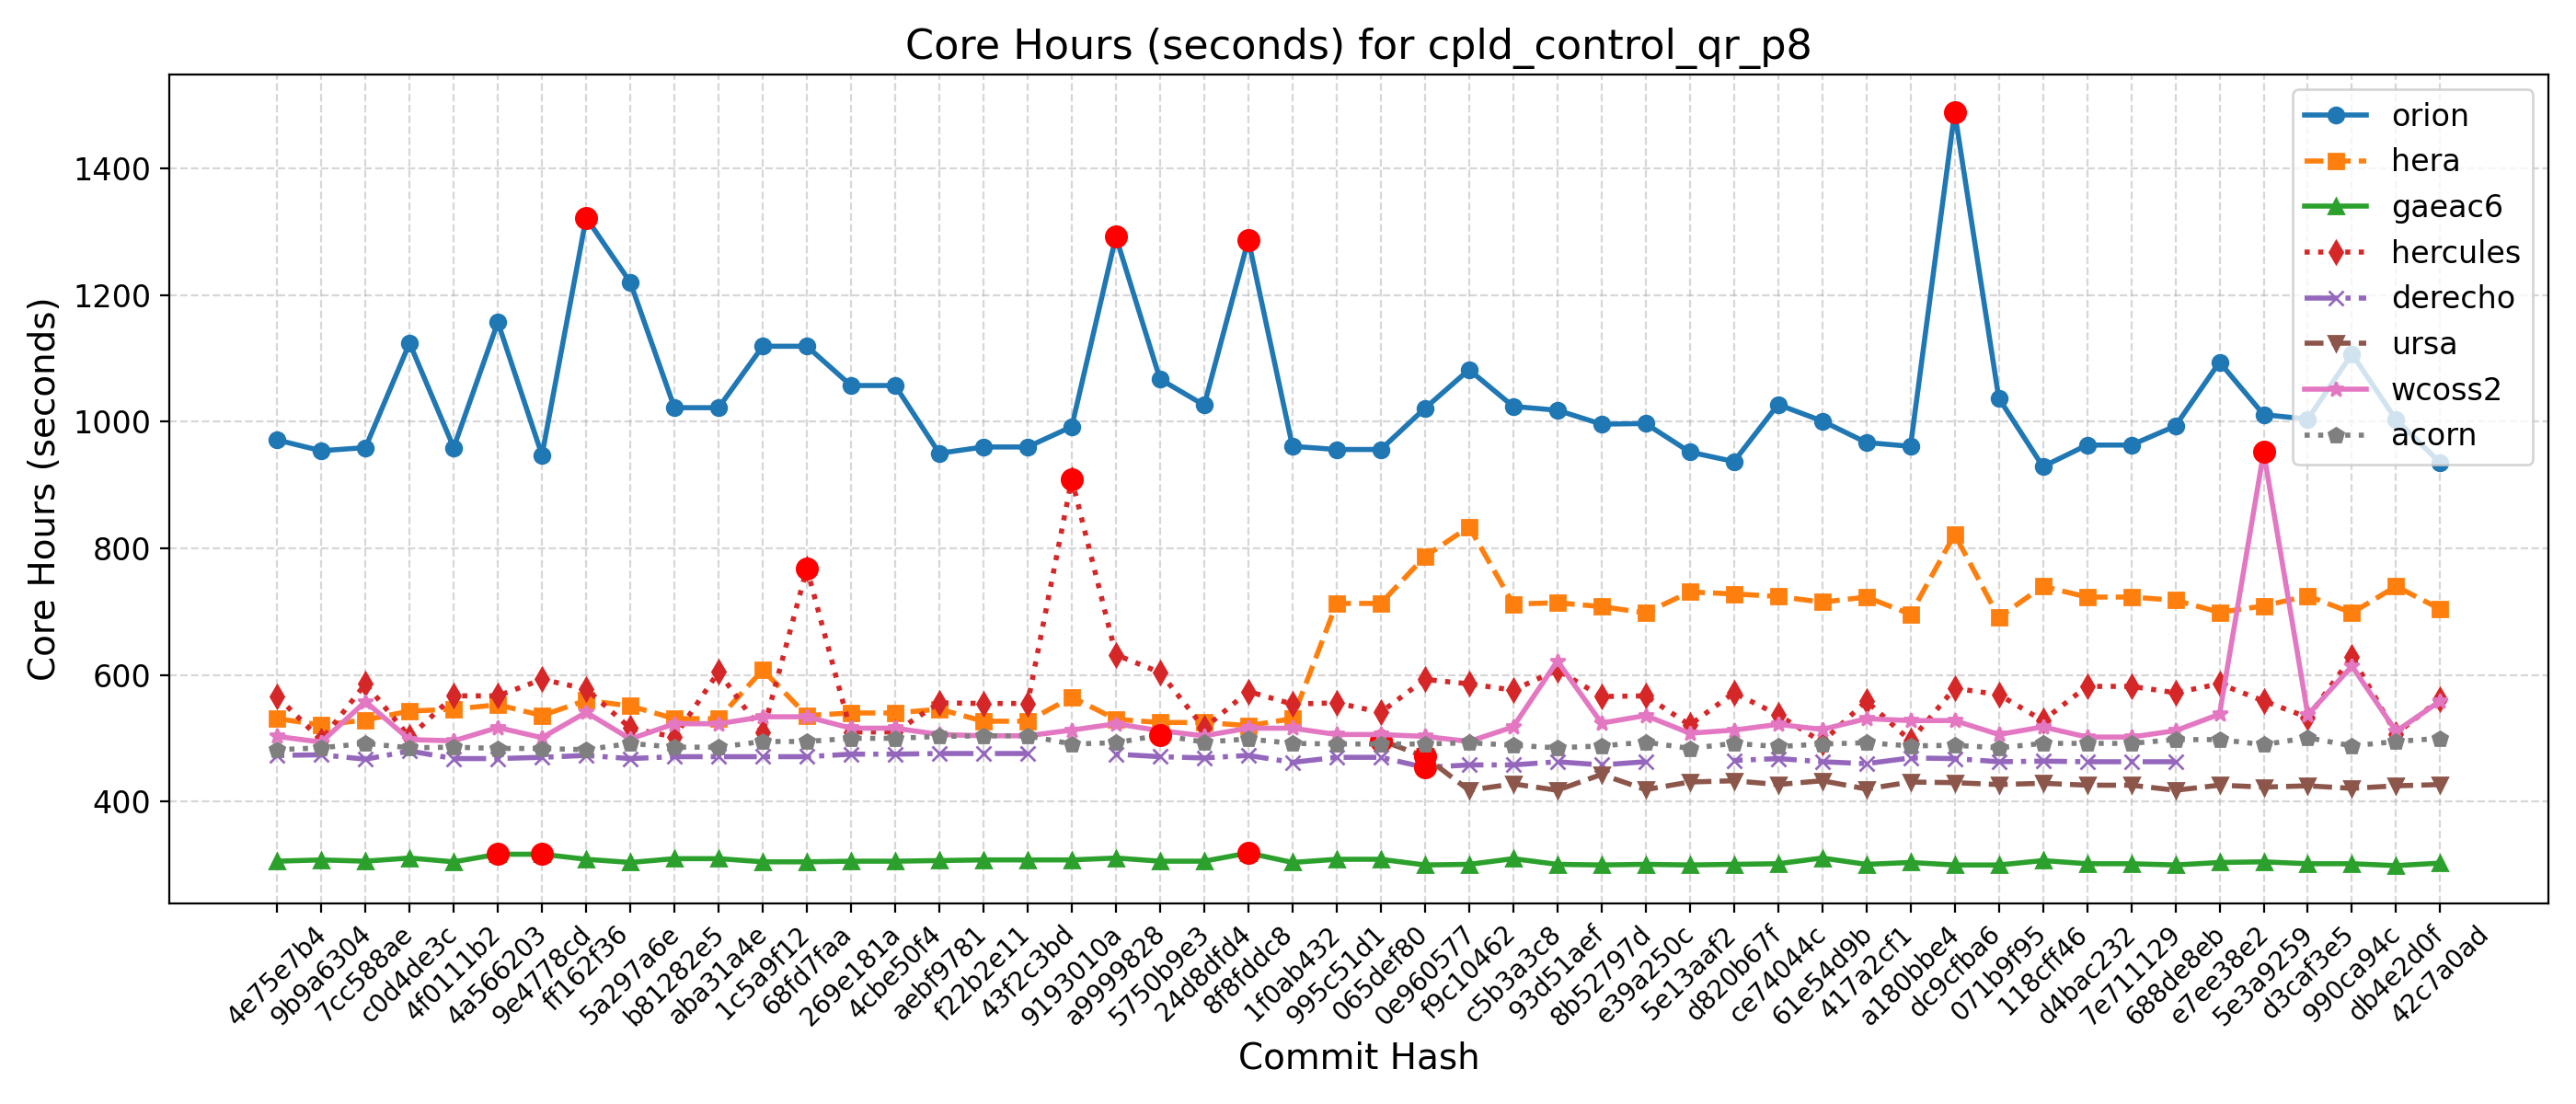 Core Hours (seconds) for cpld_control_qr_p8
Core Hours (seconds)
1400
1200
1000
800
600
400
orion
hera
gaeac6
hercules
derecho
ursa
wcoss2
acorn
4e75e7b4
9b9a6304
7cc588ae
c0d4de3c
4f0111b2
4a566203
9e4778cd
ff162f36
5a297a6e
b81282e5
aba31a4e
1c5a9f12
68fd7faa
269e181a
4cbe50f4
aebf9781
f22b2e11
43f2c3bd
9193010a
a9999828
5750b9e3
24d8dfd4
8f8fddc8
1f0ab432
995c51d1
065def80
0e960577
f9c10462
c5b3a3c8
93d51aef
8b52797d
e39a250c
5e13aaf2
d820b67f
ce74044c
61e54d9b
417a2cf1
a180bbe4
dc9cfba6
071b9f95
118cff46
d4bac232
7e711129
688de8eb
e7ee38e2
5e3a9259
d3caf3e5
990ca94c
db4e2d0f
42c7a0ad
Commit Hash